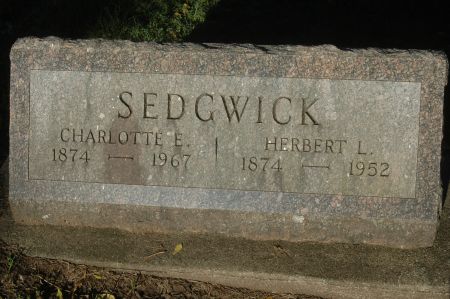 SEDGWICK
CHARLOTTE E. | HERBERT L.
1874 — 1967 | 1874 — 1952